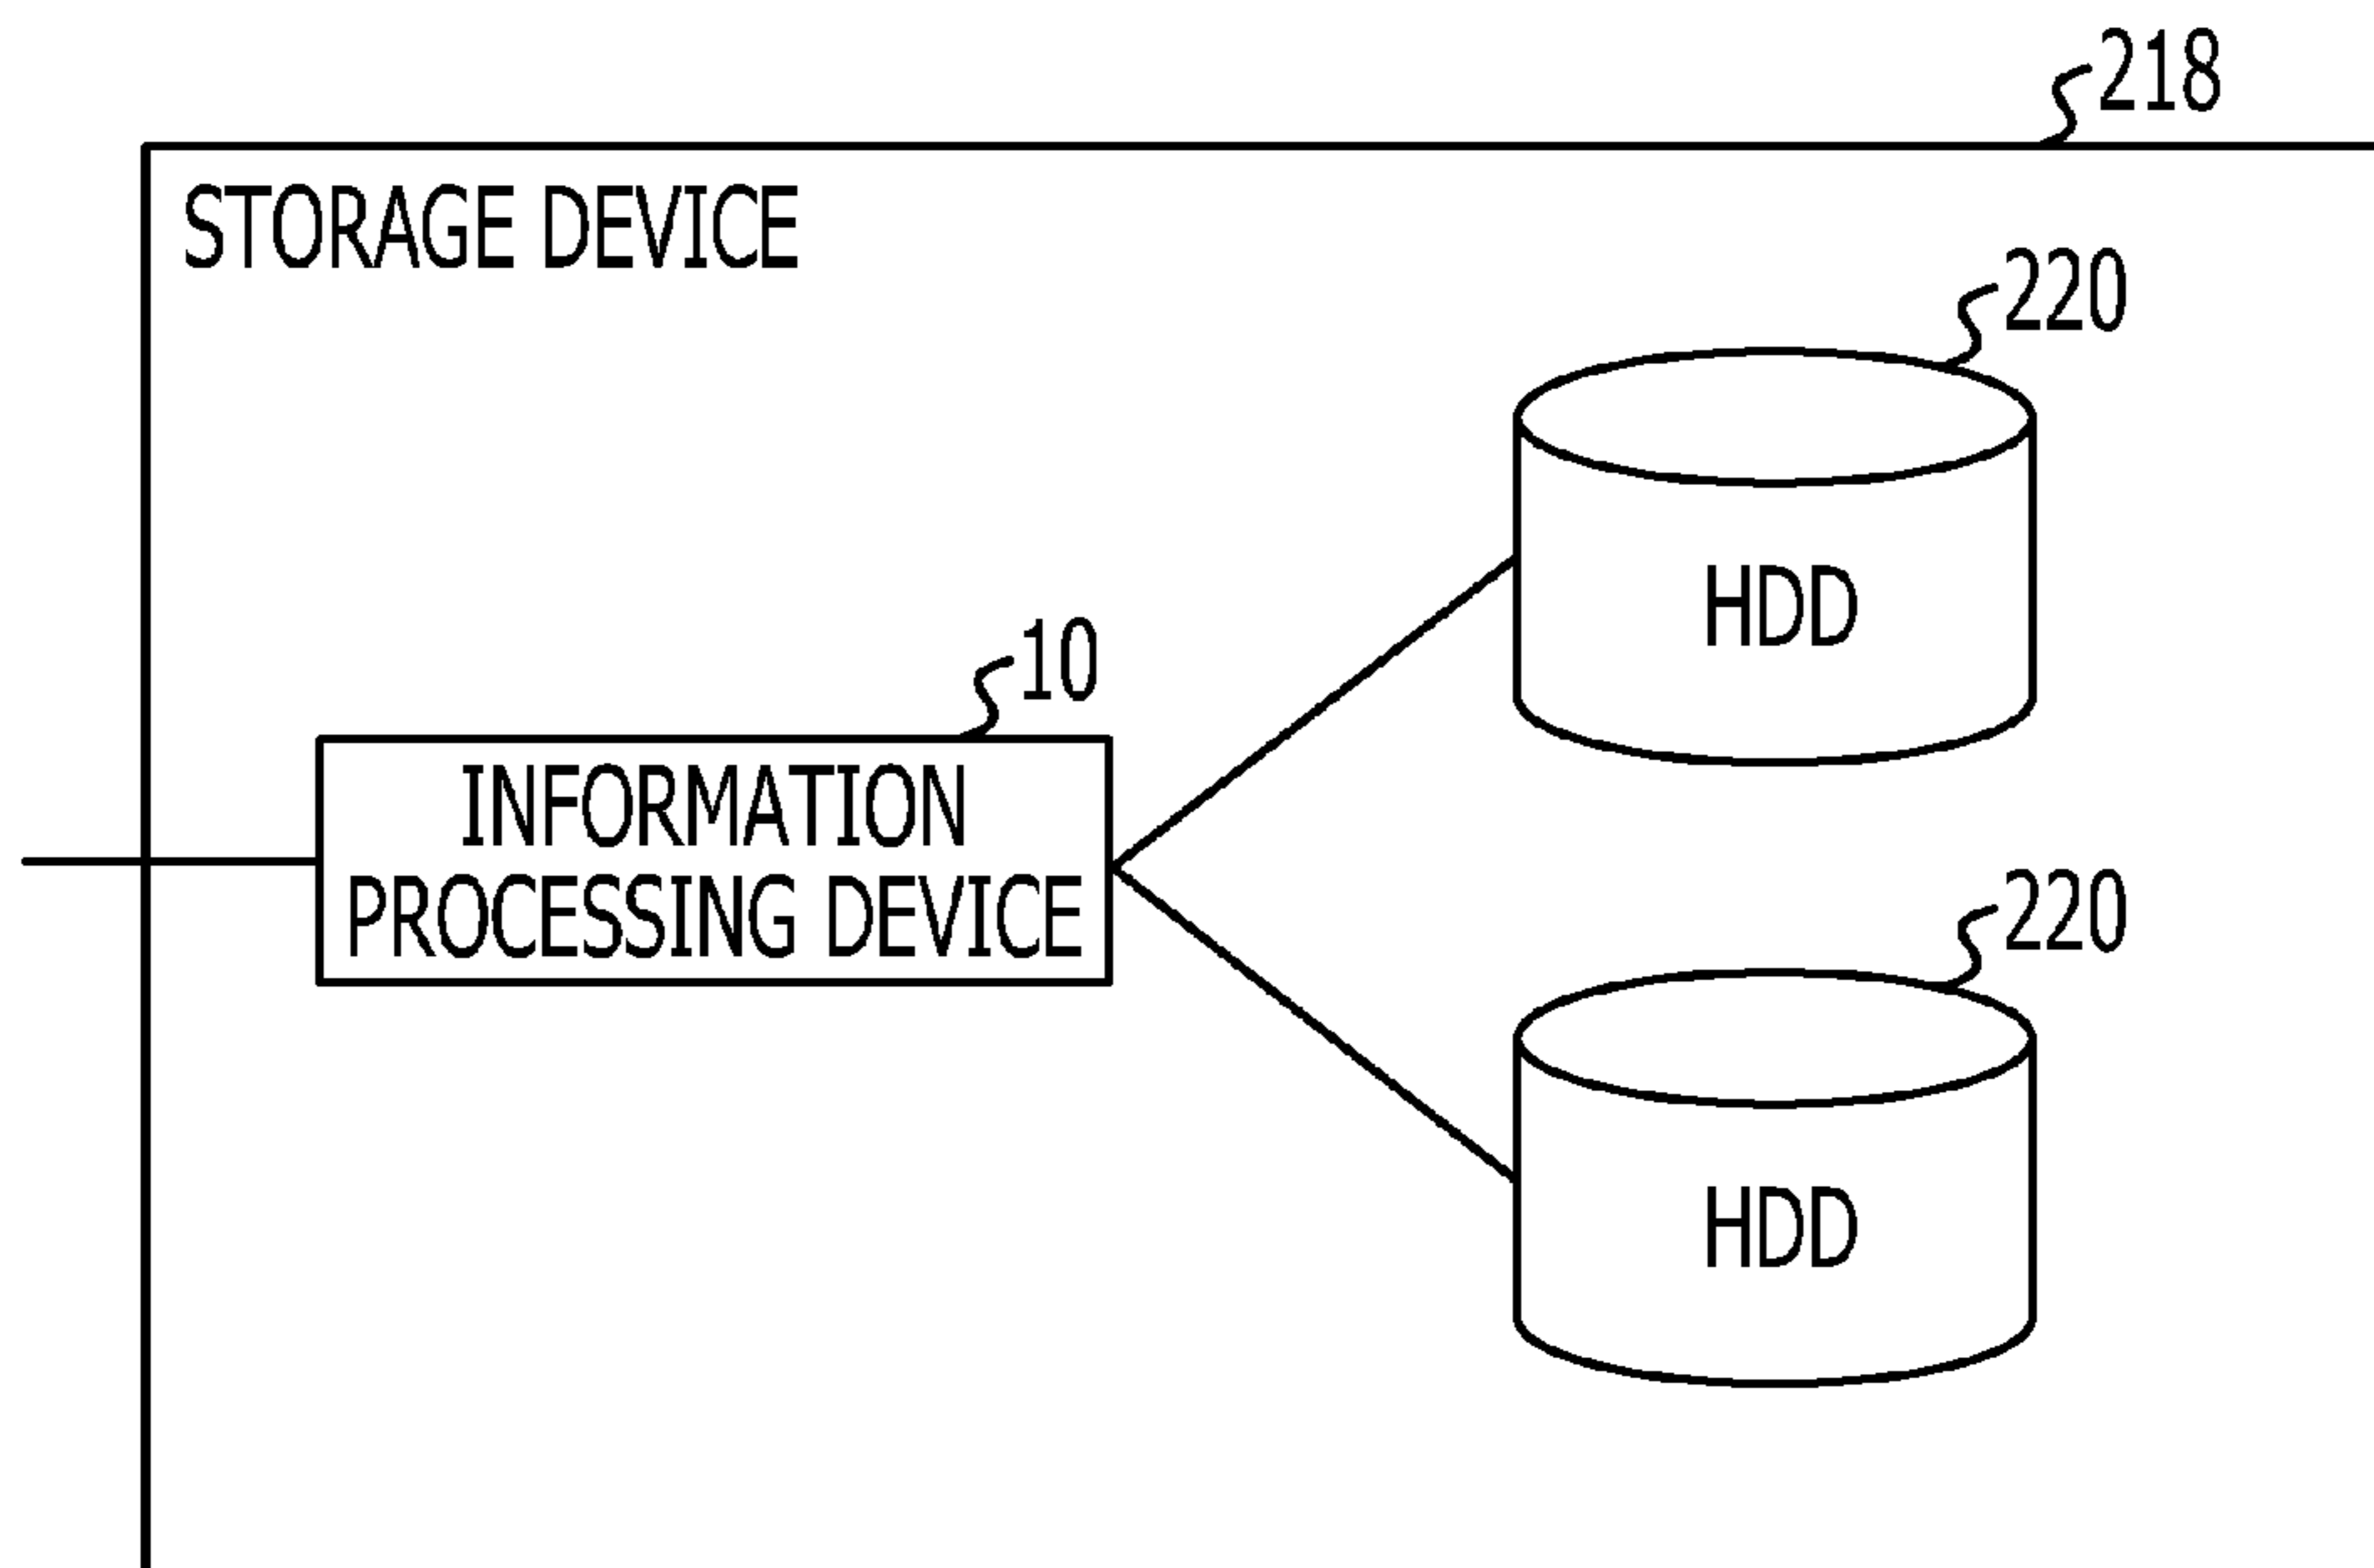 218
STORAGE DEVICE
220
HDD
10
INFORMATION
PROCESSING DEVICE
220
HDD